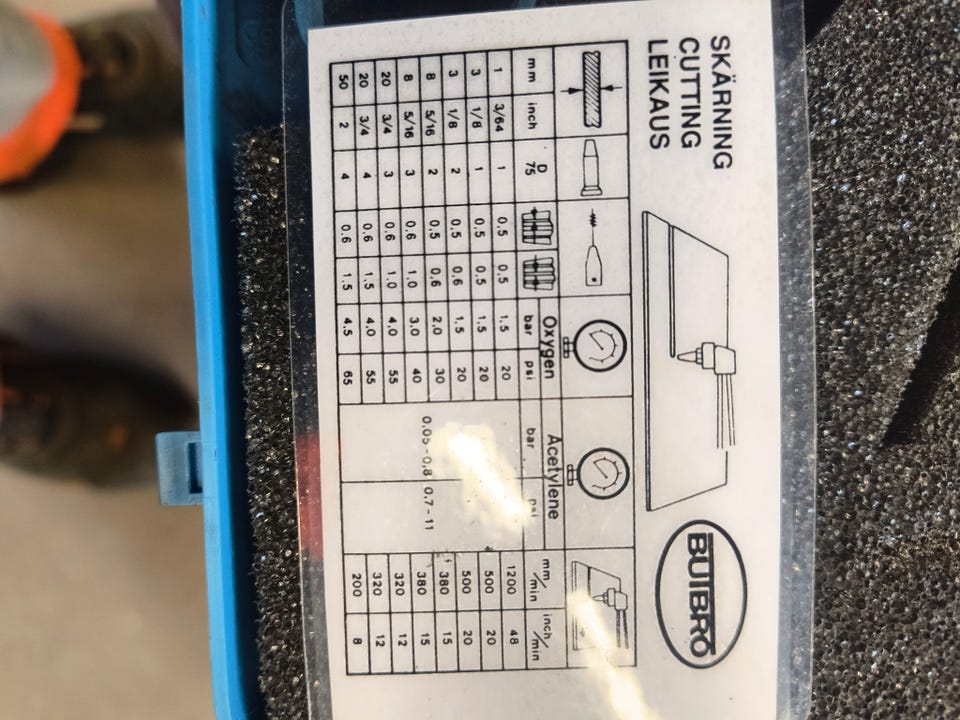 SKÄRNING
CUTTING
LEIKAUS
BUIBRO
Oxygen Acetylene
mm inch D 75 bar psi bar psi mm/min inch/min
1 3/64 1 0.5 0.5 1.5 20 1200 48
3 1/8 1 0.5 0.5 1.5 20 500 20
3 1/8 2 0.5 0.6 1.5 20 500 20
8 5/16 2 0.5 0.6 2.0 30 0.05-0.8 0.7-11 380 15
8 5/16 3 0.6 1.0 3.0 40 380 15
20 3/4 3 0.6 1.0 4.0 55 320 12
20 3/4 4 0.6 1.5 4.0 55 320 12
50 2 4 0.6 1.5 4.5 65 200 8